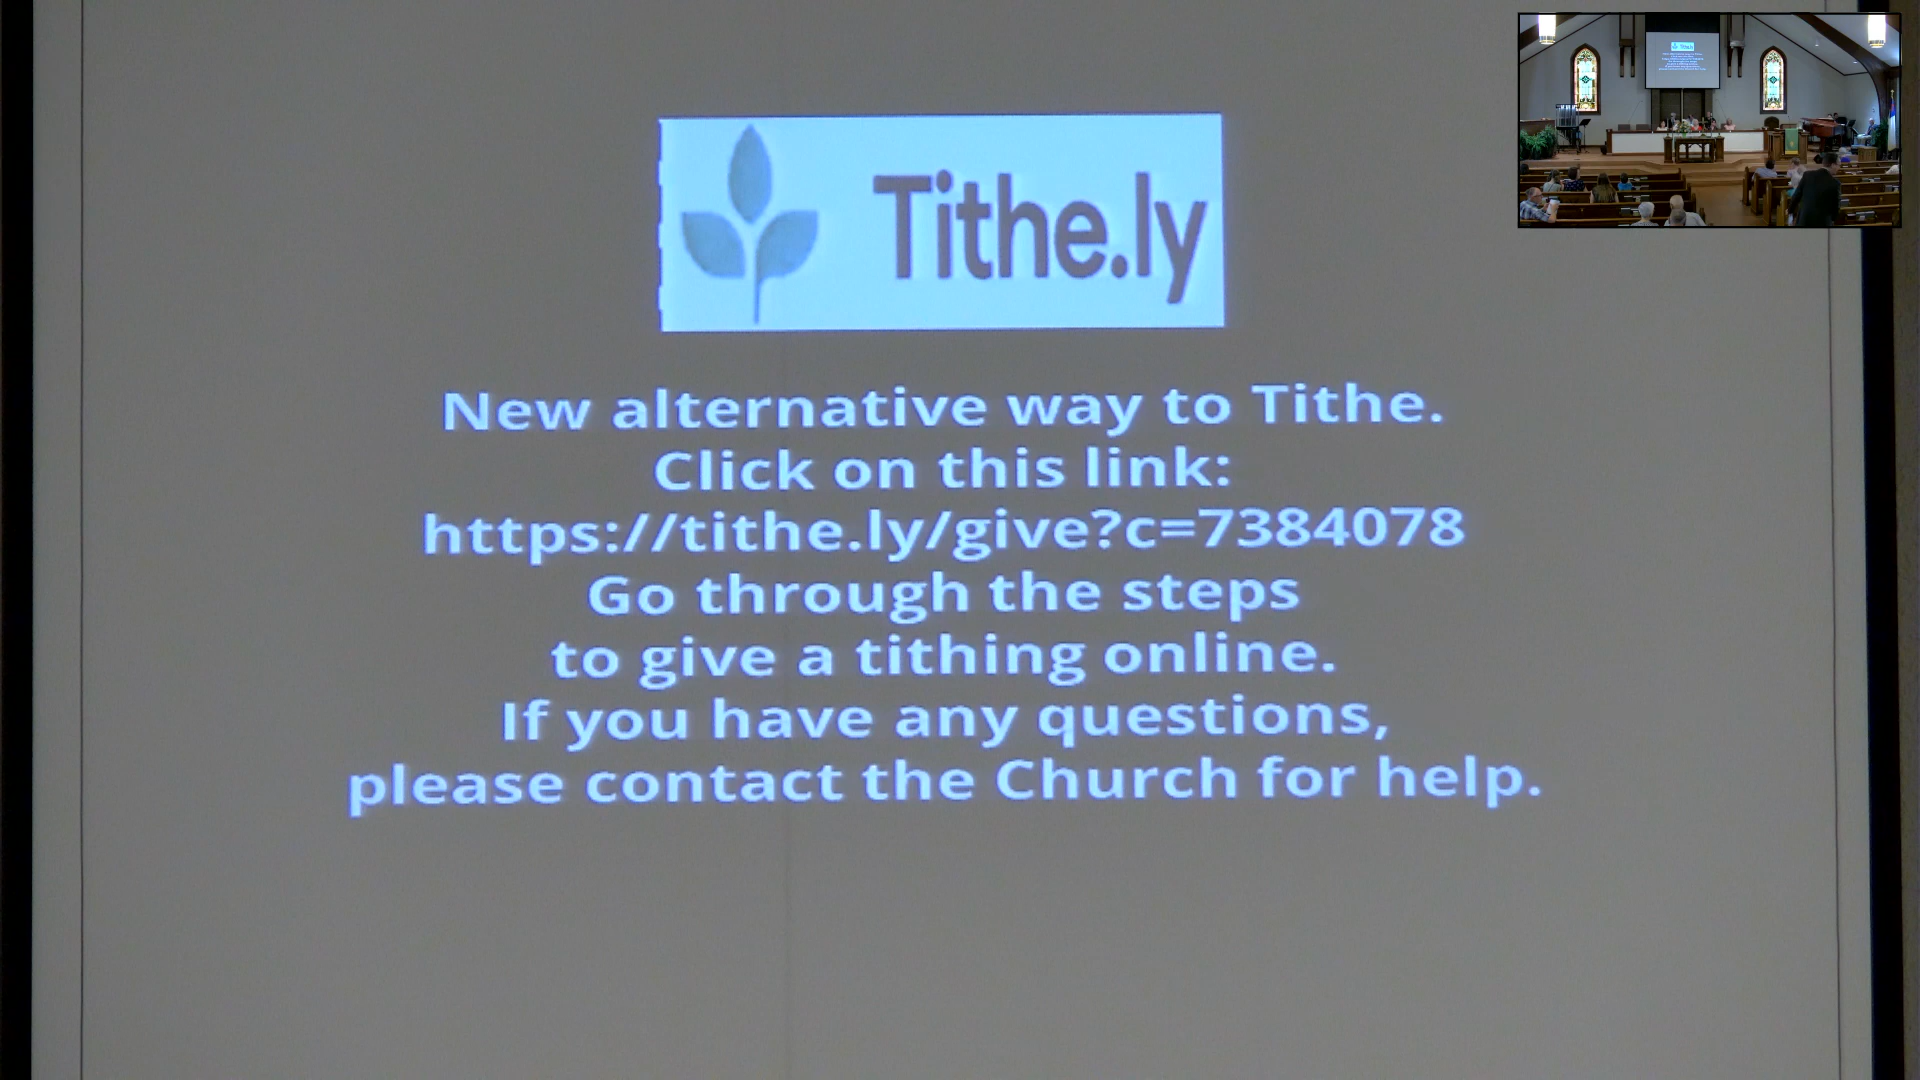 Tithe.ly
New alternative way to Tithe.
Click on this link:
https://tithe.ly/give?c=7384078
Go through the steps
to give a tithing online.
If you have any questions,
please contact the Church for help.